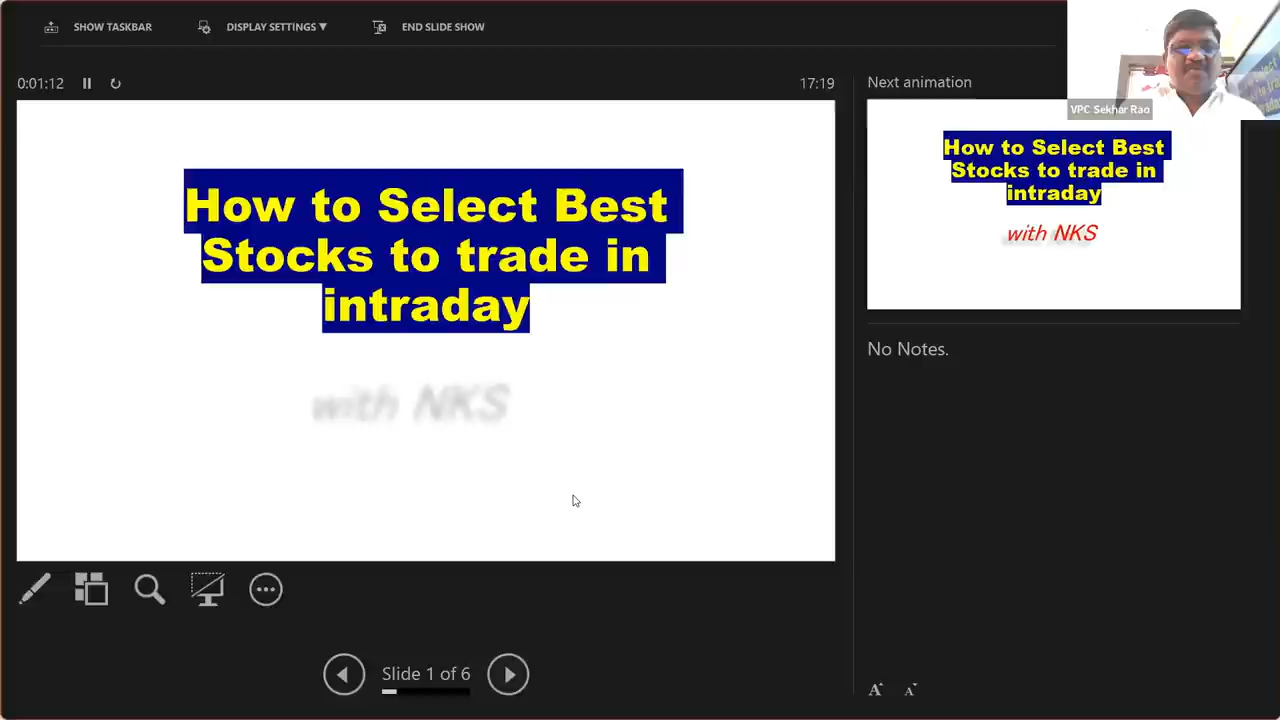 SHOW TASKBAR
DISPLAY SETTINGS ▼
END SLIDE SHOW
0:01:12
17:19
Next animation
VPC Sekhar Rao
How to Select Best
Stocks to trade in
intraday
with NKS
How to Select Best
Stocks to trade in
intraday
with NKS
No Notes.
Slide 1 of 6
A A